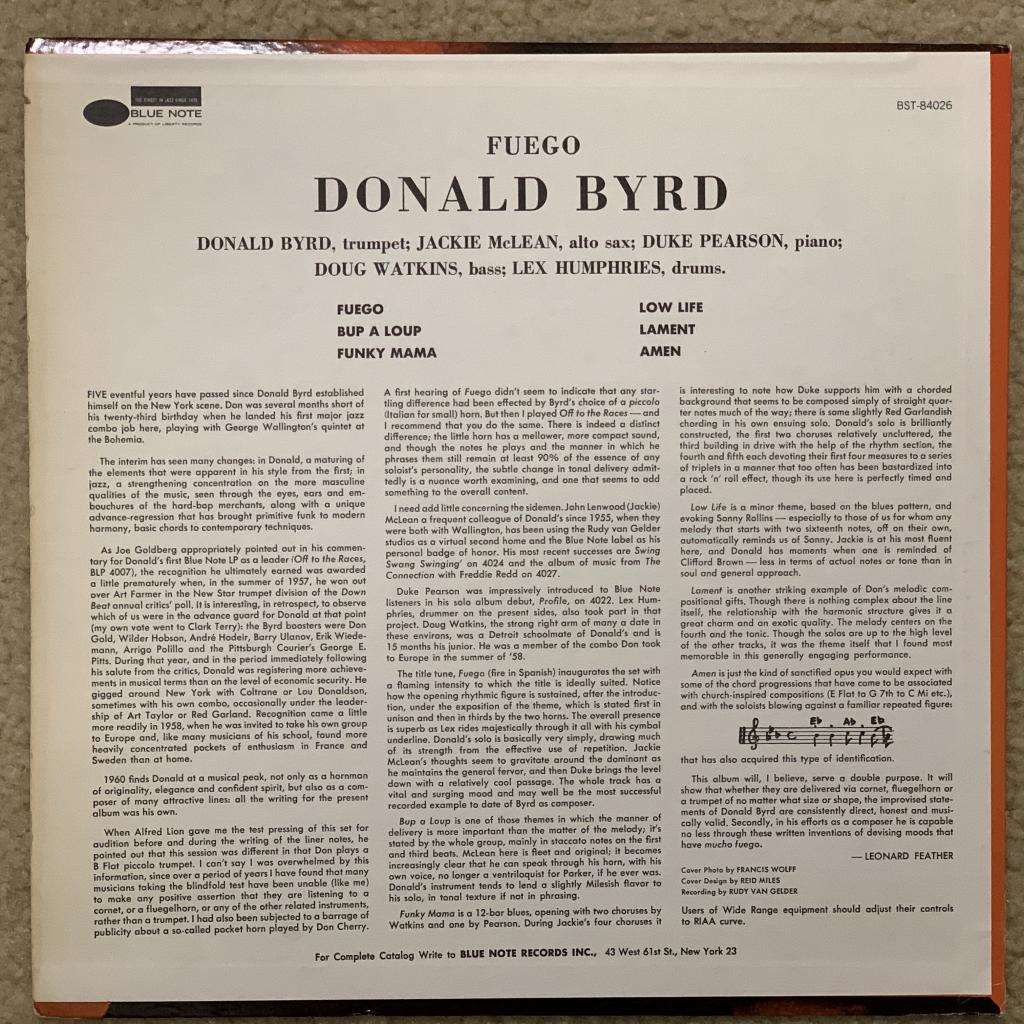 THE FINEST IN JAZZ SINCE 1939
BLUE NOTE
A PRODUCT OF LIBERTY RECORDS
BST-84026
FUEGO
DONALD BYRD
DONALD BYRD, trumpet; JACKIE McLEAN, alto sax; DUKE PEARSON, piano;
DOUG WATKINS, bass; LEX HUMPHRIES, drums.
FUEGO
BUP A LOUP
FUNKY MAMA
LOW LIFE
LAMENT
AMEN
FIVE eventful years have passed since Donald Byrd established
himself on the New York scene. Don was several months short of
his twenty-third birthday when he landed his first major jazz
combo job here, playing with George Wallington's quintet at
the Bohemia.
The interim has seen many changes: in Donald, a maturing of
the elements that were apparent in his style from the first; in
jazz, a strengthening concentration on the more masculine
qualities of the music, seen through the eyes, ears and em-
bouchures of the hard-bop merchants, along with a unique
advance-regression that has brought primitive funk to modern
harmony, basic chords to contemporary techniques.
As Joe Goldberg appropriately pointed out in his commen-
tary for Donald's first Blue Note LP as a leader (Off to the Races,
BLP 4007), the recognition he ultimately earned was awarded
a little prematurely when, in the summer of 1957, he won out
over Art Farmer in the New Star trumpet division of the Down
Beat annual critics' poll. It is interesting, in retrospect, to observe
which of us were in the advance guard for Donald at that point
(my own vote went to Clark Terry): the Byrd boosters were Don
Gold, Wilder Hobson, André Hodeir, Barry Ulanov, Erik Wiede-
mann, Arrigo Polillo and the Pittsburgh Courier's George E.
Pitts. During that year, and in the period immediately following
his salute from the critics, Donald was registering more achieve-
ments in musical terms than on the level of economic security. He
gigged around New York with Coltrane or Lou Donaldson,
sometimes with his own combo, occasionally under the leader-
ship of Art Taylor or Red Garland. Recognition came a little
more readily in 1958, when he was invited to take his own group
to Europe and, like many musicians of his school, found more
heavily concentrated pockets of enthusiasm in France and
Sweden than at home.
1960 finds Donald at a musical peak, not only as a hornman
of originality, elegance and confident spirit, but also as a com-
poser of many attractive lines: all the writing for the present
album was his own.
When Alfred Lion gave me the test pressing of this set for
audition before and during the writing of the liner notes, he
pointed out that this session was different in that Don plays a
B Flat piccolo trumpet. I can't say I was overwhelmed by this
information, since over a period of years I have found that many
musicians taking the blindfold test have been unable (like me)
to make any positive assertion that they are listening to a
cornet, or a fluegelhorn, or any of the other related instruments,
rather than a trumpet. I had also been subjected to a barrage of
publicity about a so-called pocket horn played by Don Cherry.
A first hearing of Fuego didn't seem to indicate that any star-
tling difference had been effected by Byrd's choice of a piccolo
(Italian for small) horn. But then I played Off to the Races — and
I recommend that you do the same. There is indeed a distinct
difference; the little horn has a mellower, more compact sound,
and though the notes he plays and the manner in which he
phrases them still remain at least 90% of the essence of any
soloist's personality, the subtle change in tonal delivery admit-
tedly is a nuance worth examining, and one that seems to add
something to the overall content.
I need add little concerning the sidemen. John Lenwood (Jackie)
McLean a frequent colleague of Donald's since 1955, when they
were both with Wallington, has been using the Rudy van Gelder
studios as a virtual second home and the Blue Note label as his
personal badge of honor. His most recent successes are Swing
Swang Swinging' on 4024 and the album of music from The
Connection with Freddie Redd on 4027.
Duke Pearson was impressively introduced to Blue Note
listeners in his solo album debut, Profile, on 4022. Lex Hum-
phries, drummer on the present sides, also took part in that
project. Doug Watkins, the strong right arm of many a date in
these environs, was a Detroit schoolmate of Donald's and is
15 months his junior. He was a member of the combo Don took
to Europe in the summer of '58.
The title tune, Fuego (fire in Spanish) inaugurates the set with
a flaming intensity to which the title is ideally suited. Notice
how the opening rhythmic figure is sustained, after the introduc-
tion, under the exposition of the theme, which is stated first in
unison and then in thirds by the two horns. The overall presence
is superb as Lex rides majestically through it all with his cymbal
underline. Donald's solo is basically very simply, drawing much
of its strength from the effective use of repetition. Jackie
McLean's thoughts seem to gravitate around the dominant as
he maintains the general fervor, and then Duke brings the level
down with a relatively cool passage. The whole track has a
vital and surging mood and may well be the most successful
recorded example to date of Byrd as composer.
Bup a Loup is one of those themes in which the manner of
delivery is more important than the matter of the melody; it's
stated by the whole group, mainly in staccato notes on the first
and third beats. McLean here is fleet and original; it becomes
increasingly clear that he can speak through his horn, with his
own voice, no longer a ventriloquist for Parker, if he ever was.
Donald's instrument tends to lend a slightly Milesish flavor to
his solo, in tonal texture if not in phrasing.
Funky Mama is a 12-bar blues, opening with two choruses by
Watkins and one by Pearson. During Jackie's four choruses it
is interesting to note how Duke supports him with a chorded
background that seems to be composed simply of straight quar-
ter notes much of the way; there is some slightly Red Garlandish
chording in his own ensuing solo. Donald's solo is brilliantly
constructed, the first two choruses relatively uncluttered, the
third building in drive with the help of the rhythm section, the
fourth and fifth each devoting their first four measures to a series
of triplets in a manner that too often has been bastardized into
a rock 'n' roll effect, though its use here is perfectly timed and
placed.
Low Life is a minor theme, based on the blues pattern, and
evoking Sonny Rollins — especially to those of us for whom any
melody that starts with two sixteenth notes, off on their own,
automatically reminds us of Sonny. Jackie is at his most fluent
here, and Donald has moments when one is reminded of
Clifford Brown — less in terms of actual notes or tone than in
soul and general approach.
Lament is another striking example of Don's melodic com-
positional gifts. Though there is nothing complex about the line
itself, the relationship with the harmonic structure gives it a
great charm and an exotic quality. The melody centers on the
fourth and the tonic. Though the solos are up to the high level
of the other tracks, it was the theme itself that I found most
memorable in this generally engaging performance.
Amen is just the kind of sanctified opus you would expect with
some of the chord progressions that have come to be associated
with church-inspired compositions (E Flat to G 7th to C Mi etc.),
and with the soloists blowing against a familiar repeated figure:
Eb Ab Eb
that has also acquired this type of identification.
This album will, I believe, serve a double purpose. It will
show that whether they are delivered via cornet, fluegelhorn or
a trumpet of no matter what size or shape, the improvised state-
ments of Donald Byrd are consistently direct, honest and musi-
cally valid. Secondly, in his efforts as a composer he is capable
no less through these written inventions of devising moods that
have mucho fuego.
— LEONARD FEATHER
Cover Photo by FRANCIS WOLFF
Cover Design by REID MILES
Recording by RUDY VAN GELDER
Users of Wide Range equipment should adjust their controls
to RIAA curve.
For Complete Catalog Write to BLUE NOTE RECORDS INC., 43 West 61st St., New York 23